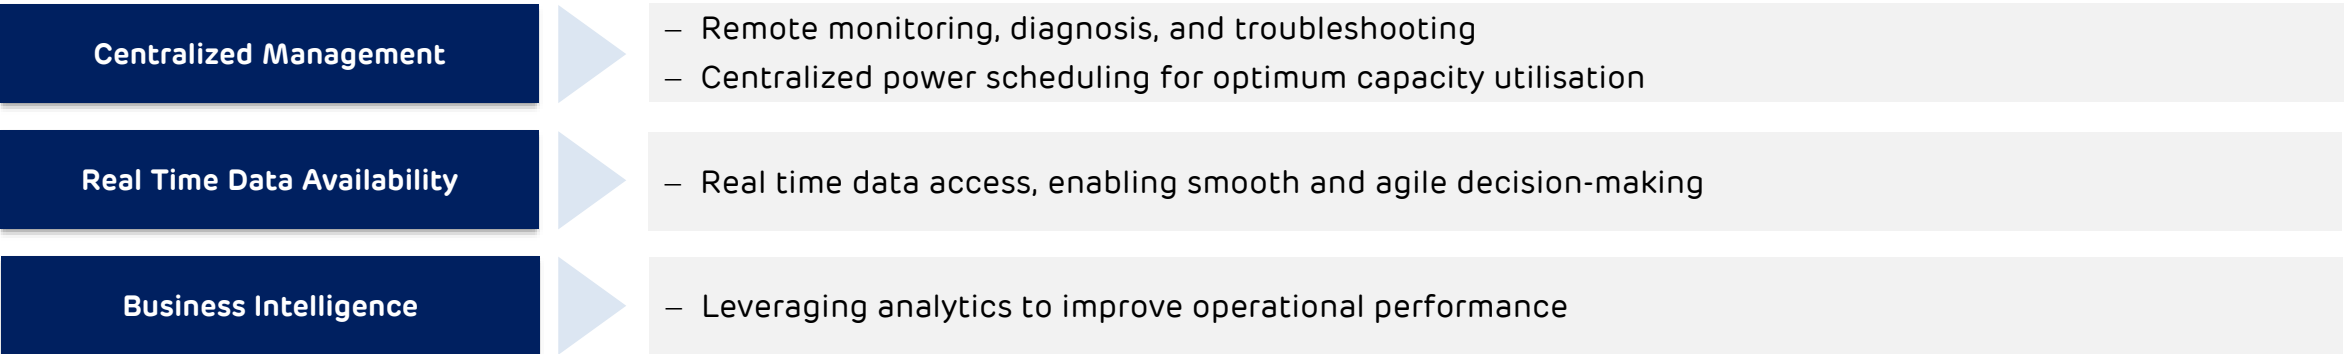 Centralized Management
– Remote monitoring, diagnosis, and troubleshooting
– Centralized power scheduling for optimum capacity utilisation
Real Time Data Availability
– Real time data access, enabling smooth and agile decision-making
Business Intelligence
– Leveraging analytics to improve operational performance